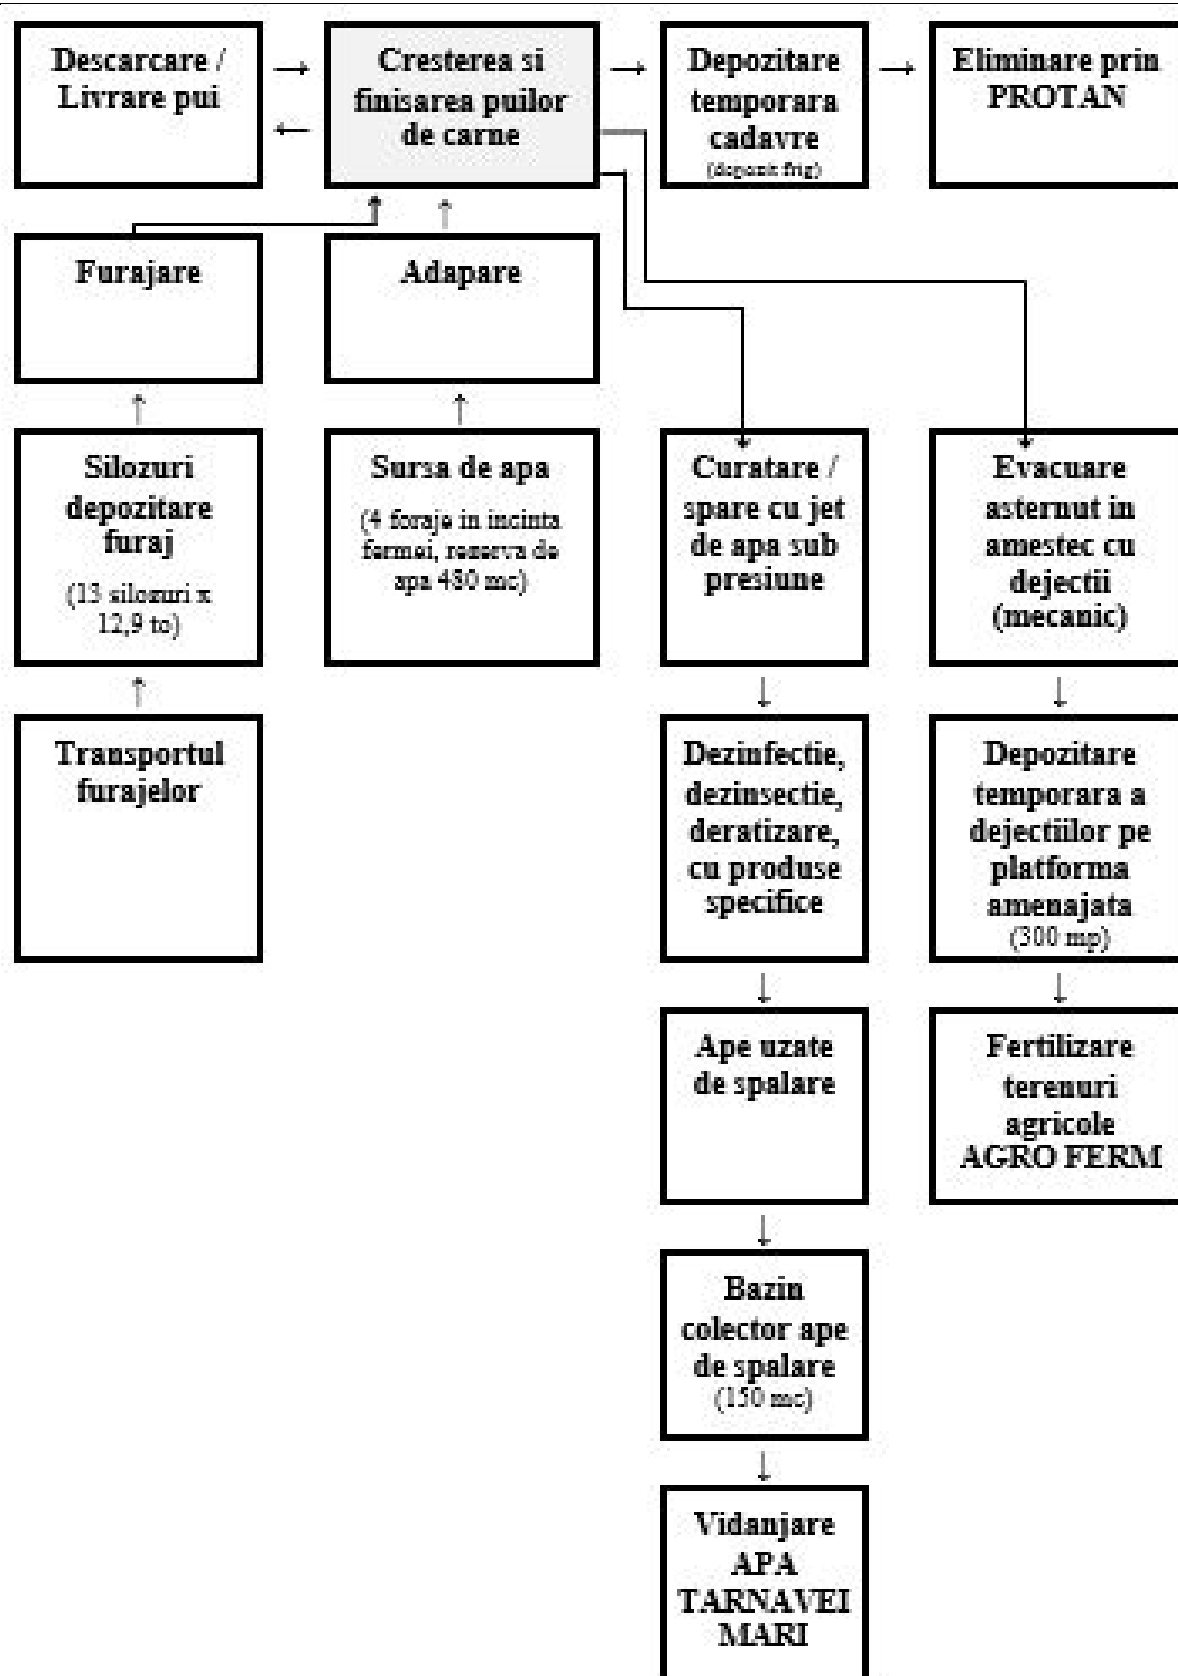 Descarcare /
Livrare pui
Cresterea si
finisarea puilor
de carne
Depozitare
temporara
cadavre
(depozit frig)
Eliminare prin
PROTAN
Furajare
Adapare
Silozuri
depozitare
furaj
(13 silozuri x
12,9 to)
Sursa de apa
(4 foraje in incinta
fermei, rezerva de
apa 480 mc)
Curatare /
spare cu jet
de apa sub
presiune
Evacuare
asternut in
amestec cu
dejectii
(mecanic)
Transportul
furajelor
Dezinfectie,
dezinsectie,
deratizare,
cu produse
specifice
Depozitare
temporara a
dejectiilor pe
platforma
amenajata
(300 mp)
Ape uzate
de spalare
Fertilizare
terenuri
agricole
AGRO FERM
Bazin
colector ape
de spalare
(150 mc)
Vidanjare
APA
TARNAVEI
MARI